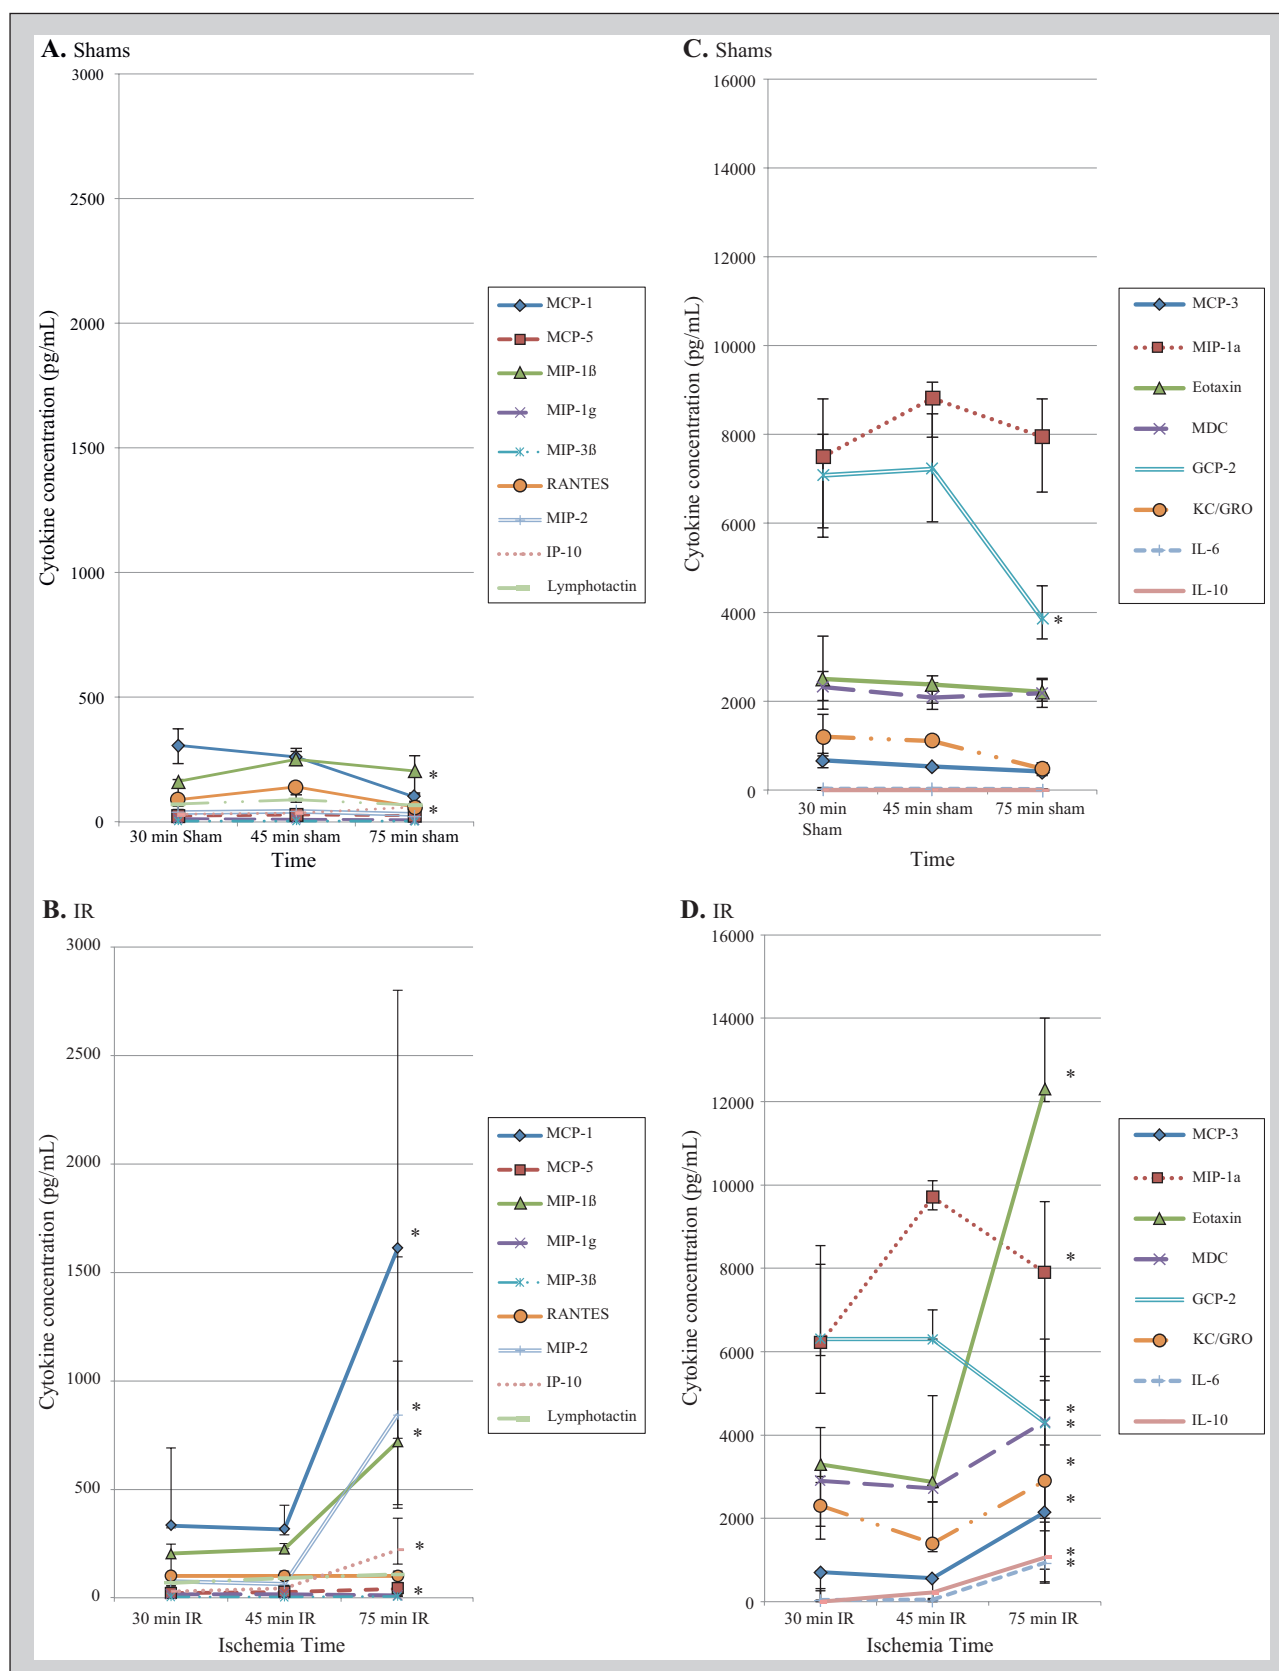 A. Shams
3000
2500
2000
1500
1000
500
0
Cytokine concentration (pg/mL)
30 min Sham
45 min sham
75 min sham
Time
MCP-1
MCP-5
MIP-1ß
MIP-1g
MIP-3ß
RANTES
MIP-2
IP-10
Lymphotactin
*
*
C. Shams
16000
14000
12000
10000
8000
6000
4000
2000
0
Cytokine concentration (pg/mL)
30 min
Sham
45 min sham
75 min sham
Time
MCP-3
MIP-1a
Eotaxin
MDC
GCP-2
KC/GRO
IL-6
IL-10
*
B. IR
3000
2500
2000
1500
1000
500
0
Cytokine concentration (pg/mL)
30 min IR
45 min IR
75 min IR
Ischemia Time
MCP-1
MCP-5
MIP-1ß
MIP-1g
MIP-3ß
RANTES
MIP-2
IP-10
Lymphotactin
*
*
*
*
*
D. IR
16000
14000
12000
10000
8000
6000
4000
2000
0
Cytokine concentration (pg/mL)
30 min IR
45 min IR
75 min IR
Ischemia Time
MCP-3
MIP-1a
Eotaxin
MDC
GCP-2
KC/GRO
IL-6
IL-10
*
*
*
*
*
*
*
*